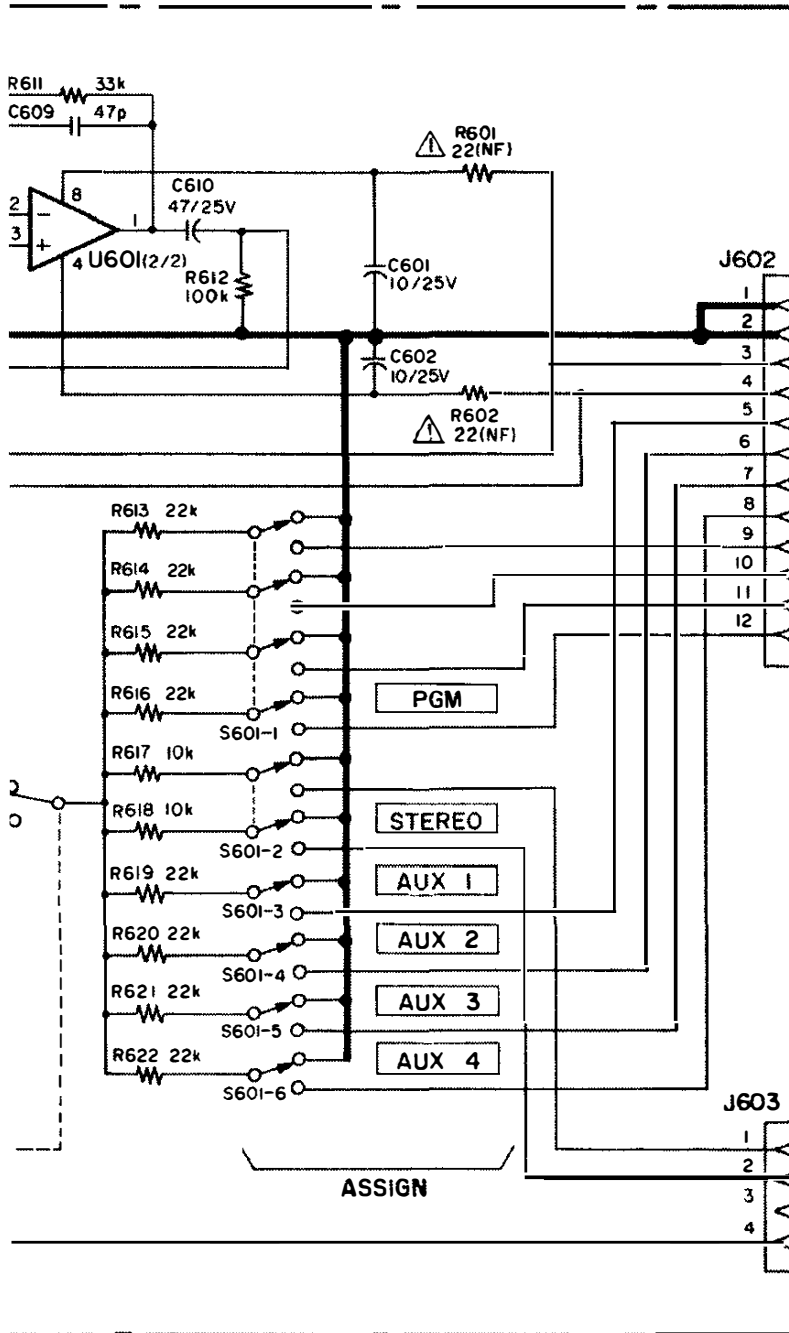 R611 33k
C609 47p
R601
22(NF)
8
C610
47/25V
2 −
1
3 +
4 U601(2/2)
R612
100k
C601
10/25V
J602
1
2
3
4
5
6
7
8
9
10
11
12
C602
10/25V
R602
22(NF)
R613 22k
R614 22k
R615 22k
R616 22k
PGM
S601-1
R617 10k
R618 10k
STEREO
S601-2
R619 22k
AUX 1
S601-3
R620 22k
AUX 2
S601-4
R621 22k
AUX 3
S601-5
R622 22k
AUX 4
S601-6
ASSIGN
J603
1
2
3
4